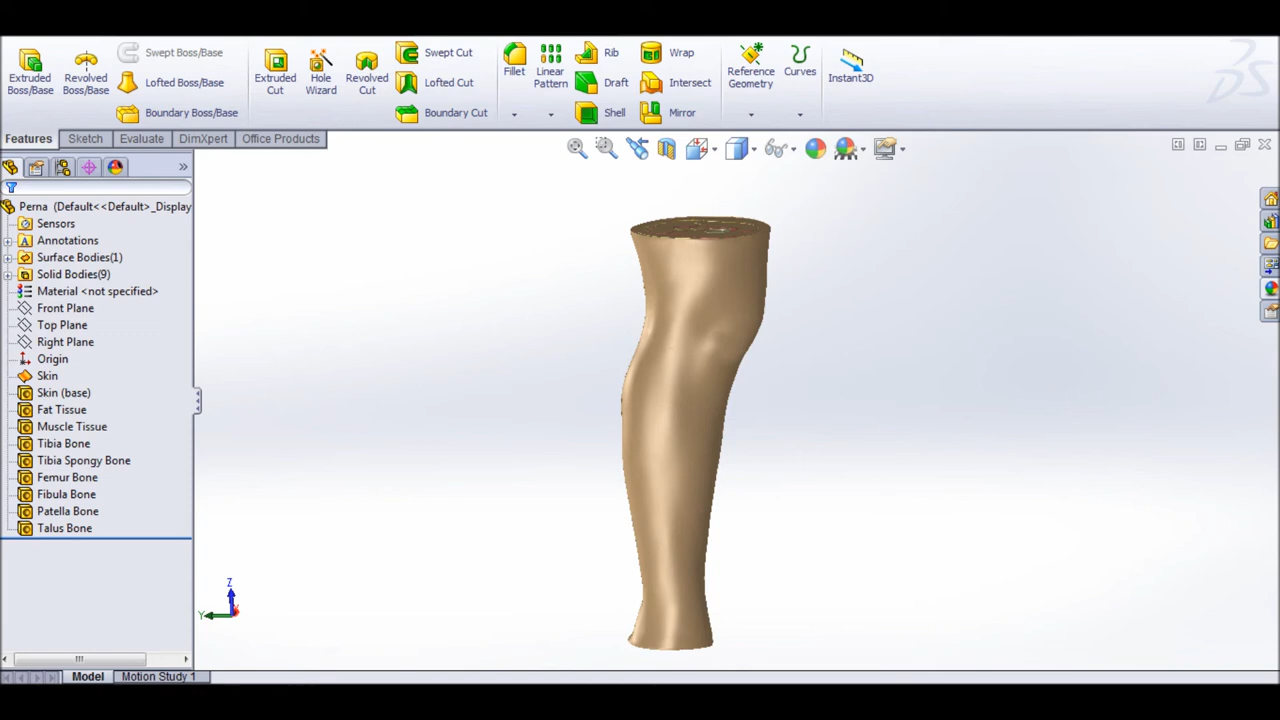 Extruded Boss/Base
Revolved Boss/Base
Swept Boss/Base
Lofted Boss/Base
Boundary Boss/Base
Extruded Cut
Hole Wizard
Revolved Cut
Swept Cut
Lofted Cut
Boundary Cut
Fillet
Linear Pattern
Rib
Draft
Shell
Wrap
Intersect
Mirror
Reference Geometry
Curves
Instant3D
Features
Sketch
Evaluate
DimXpert
Office Products
Perna (Default<<Default>_Display
Sensors
Annotations
Surface Bodies(1)
Solid Bodies(9)
Material <not specified>
Front Plane
Top Plane
Right Plane
Origin
Skin
Skin (base)
Fat Tissue
Muscle Tissue
Tibia Bone
Tibia Spongy Bone
Femur Bone
Fibula Bone
Patella Bone
Talus Bone
Z
Y
Model
Motion Study 1